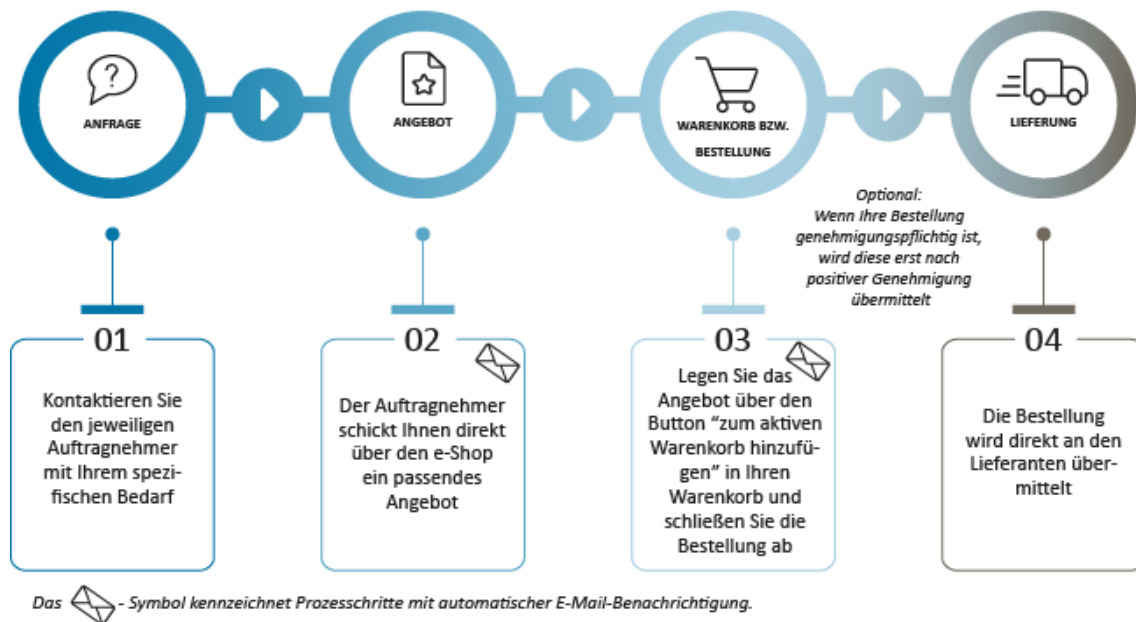 ?
ANFRAGE
ANGEBOT
WARENKORB BZW.
BESTELLUNG
LIEFERUNG
Optional:
Wenn Ihre Bestellung
genehmigungspflichtig ist,
wird diese erst nach
positiver Genehmigung
übermittelt
01
Kontaktieren Sie
den jeweiligen
Auftragnehmer
mit Ihrem spezi-
fischen Bedarf
02
Der Auftragnehmer
schickt Ihnen direkt
über den e-Shop
ein passendes
Angebot
03
Legen Sie das
Angebot über den
Button “zum aktiven
Warenkorb hinzufü-
gen” in Ihren
Warenkorb und
schließen Sie die
Bestellung ab
04
Die Bestellung
wird direkt an den
Lieferanten über-
mittelt
Das - Symbol kennzeichnet Prozesschritte mit automatischer E-Mail-Benachrichtigung.